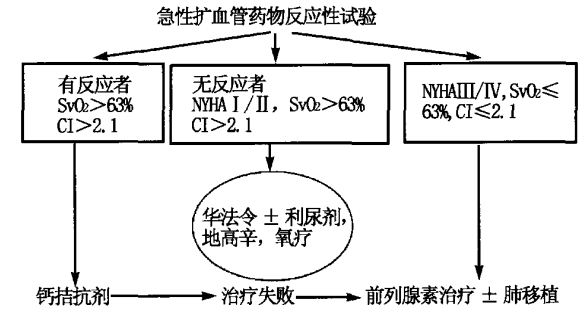 急性扩血管药物反应性试验
有反应者
SvO₂>63%
CI>2.1
无反应者
NYHAⅠ/Ⅱ, SvO₂>63%
CI>2.1
NYHAⅢ/Ⅳ, SvO₂≤
63%, CI≤2.1
华法令 ± 利尿剂,
地高辛, 氧疗
钙拮抗剂
治疗失败
前列腺素治疗 ± 肺移植